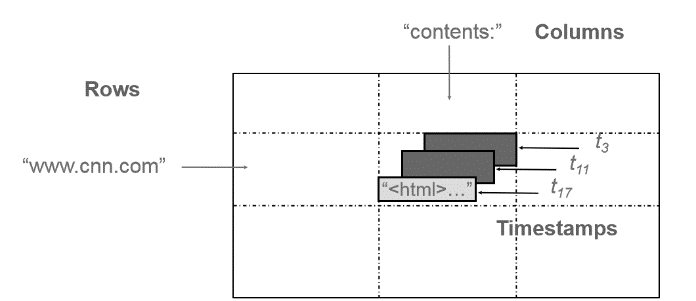 “contents:” Columns
Rows
“www.cnn.com”
t3
t11
“<html>…”
t17
Timestamps